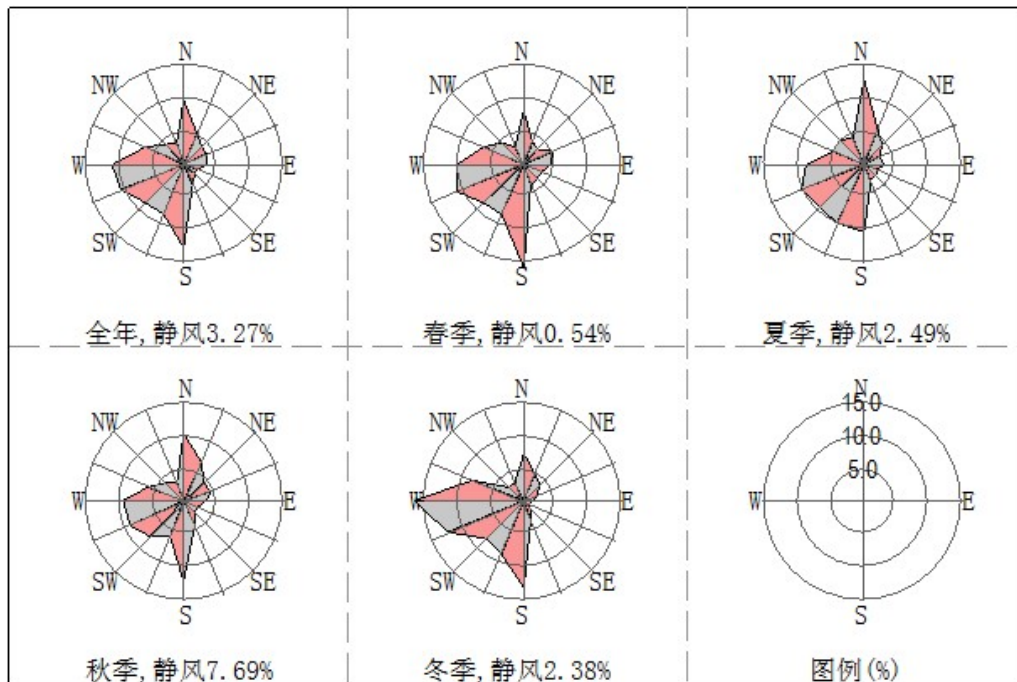 N
NW NE
W E
SW SE
S
全年,静风3.27%
N
NW NE
W E
SW SE
S
春季,静风0.54%
N
NW NE
W E
SW SE
S
夏季,静风2.49%
N
NW NE
W E
SW SE
S
秋季,静风7.69%
N
NW NE
W E
SW SE
S
冬季,静风2.38%
N
15.0
10.0
5.0
W E
S
图例(%)